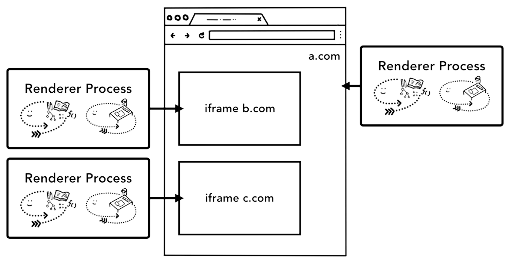 a.com
Renderer Process
f()
iframe b.com
Renderer Process
f()
Renderer Process
f()
iframe c.com